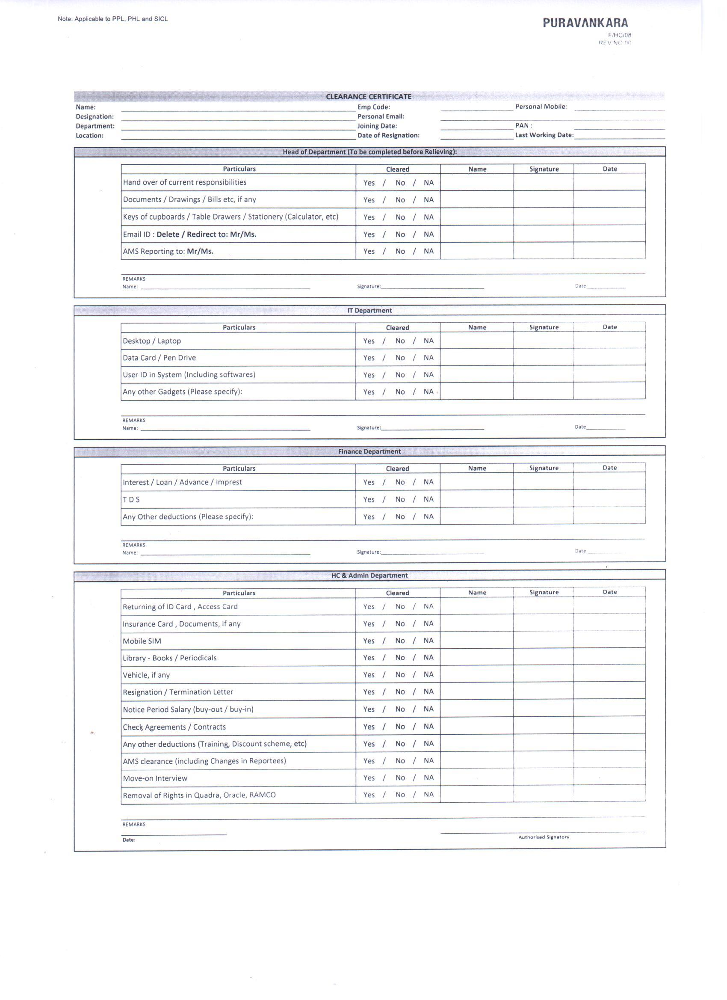 Note: Applicable to PPL, PHL and SICL
PURAVANKARA
F/HC/08
REV NO 00
CLEARANCE CERTIFICATE
Name: Emp Code: Personal Mobile:
Designation: Personal Email:
Department: Joining Date: PAN :
Location: Date of Resignation: Last Working Date:
Head of Department (To be completed before Relieving):
Particulars Cleared Name Signature Date
Hand over of current responsibilities Yes / No / NA
Documents / Drawings / Bills etc, if any Yes / No / NA
Keys of cupboards / Table Drawers / Stationery (Calculator, etc) Yes / No / NA
Email ID : Delete / Redirect to: Mr/Ms. Yes / No / NA
AMS Reporting to: Mr/Ms. Yes / No / NA
REMARKS
Name: Signature: Date
IT Department
Particulars Cleared Name Signature Date
Desktop / Laptop Yes / No / NA
Data Card / Pen Drive Yes / No / NA
User ID in System (Including softwares) Yes / No / NA
Any other Gadgets (Please specify): Yes / No / NA
REMARKS
Name: Signature: Date
Finance Department
Particulars Cleared Name Signature Date
Interest / Loan / Advance / Imprest Yes / No / NA
T D S Yes / No / NA
Any Other deductions (Please specify): Yes / No / NA
REMARKS
Name: Signature: Date
HC & Admin Department
Particulars Cleared Name Signature Date
Returning of ID Card , Access Card Yes / No / NA
Insurance Card , Documents, if any Yes / No / NA
Mobile SIM Yes / No / NA
Library - Books / Periodicals Yes / No / NA
Vehicle, if any Yes / No / NA
Resignation / Termination Letter Yes / No / NA
Notice Period Salary (buy-out / buy-in) Yes / No / NA
Check Agreements / Contracts Yes / No / NA
Any other deductions (Training, Discount scheme, etc) Yes / No / NA
AMS clearance (including Changes in Reportees) Yes / No / NA
Move-on Interview Yes / No / NA
Removal of Rights in Quadra, Oracle, RAMCO Yes / No / NA
REMARKS
Date: Authorised Signatory